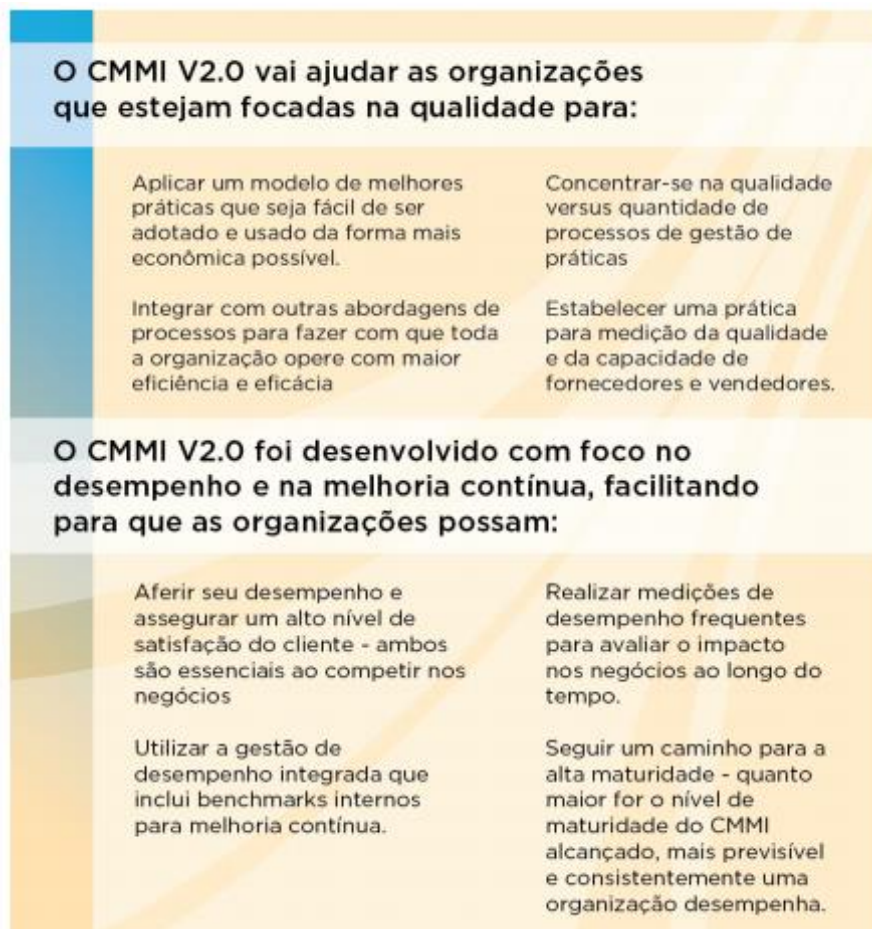 O CMMI V2.0 vai ajudar as organizações
que estejam focadas na qualidade para:
Aplicar um modelo de melhores
práticas que seja fácil de ser
adotado e usado da forma mais
econômica possível.
Concentrar-se na qualidade
versus quantidade de
processos de gestão de
práticas
Integrar com outras abordagens de
processos para fazer com que toda
a organização opere com maior
eficiência e eficácia
Estabelecer uma prática
para medição da qualidade
e da capacidade de
fornecedores e vendedores.
O CMMI V2.0 foi desenvolvido com foco no
desempenho e na melhoria contínua, facilitando
para que as organizações possam:
Aferir seu desempenho e
assegurar um alto nível de
satisfação do cliente - ambos
são essenciais ao competir nos
negócios
Realizar medições de
desempenho frequentes
para avaliar o impacto
nos negócios ao longo do
tempo.
Utilizar a gestão de
desempenho integrada que
inclui benchmarks internos
para melhoria contínua.
Seguir um caminho para a
alta maturidade - quanto
maior for o nível de
maturidade do CMMI
alcançado, mais previsível
e consistentemente uma
organização desempenha.